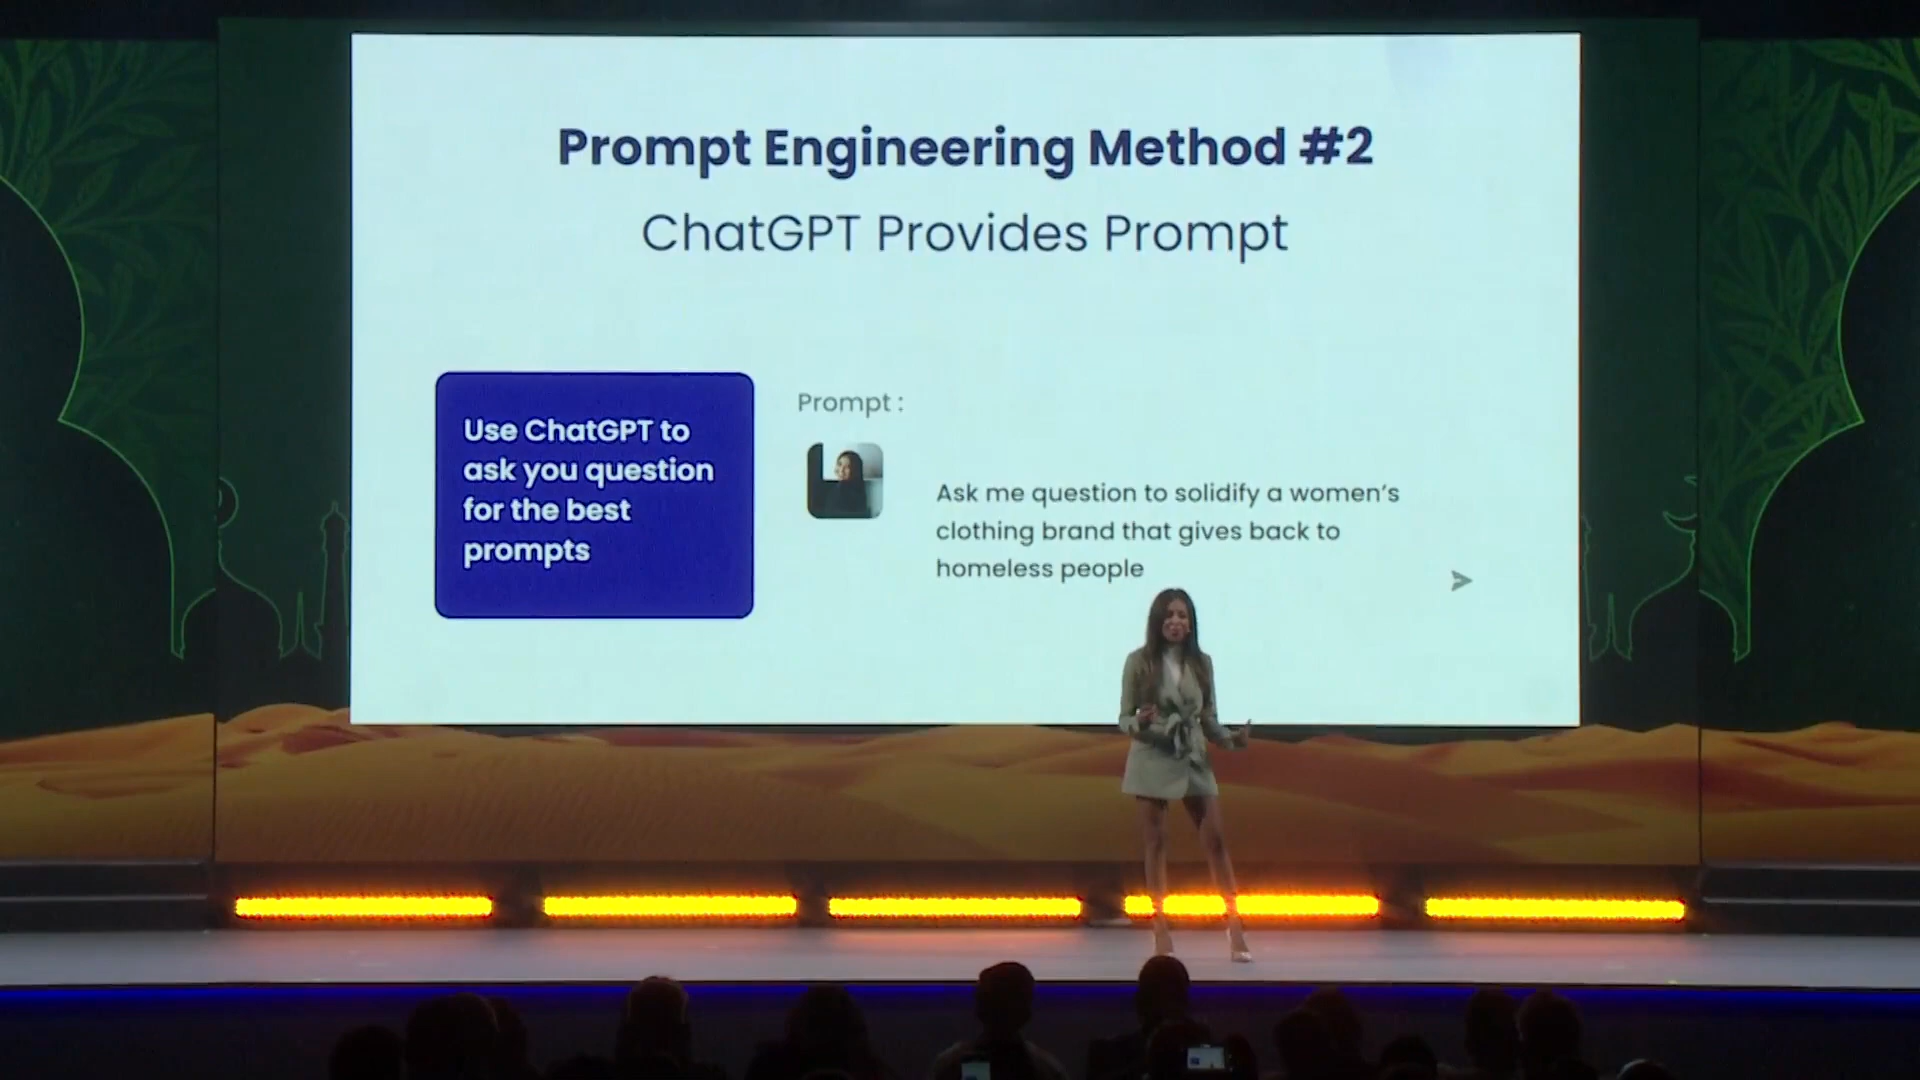 Prompt Engineering Method #2
ChatGPT Provides Prompt
Use ChatGPT to
ask you question
for the best
prompts
Prompt :
Ask me question to solidify a women's
clothing brand that gives back to
homeless people